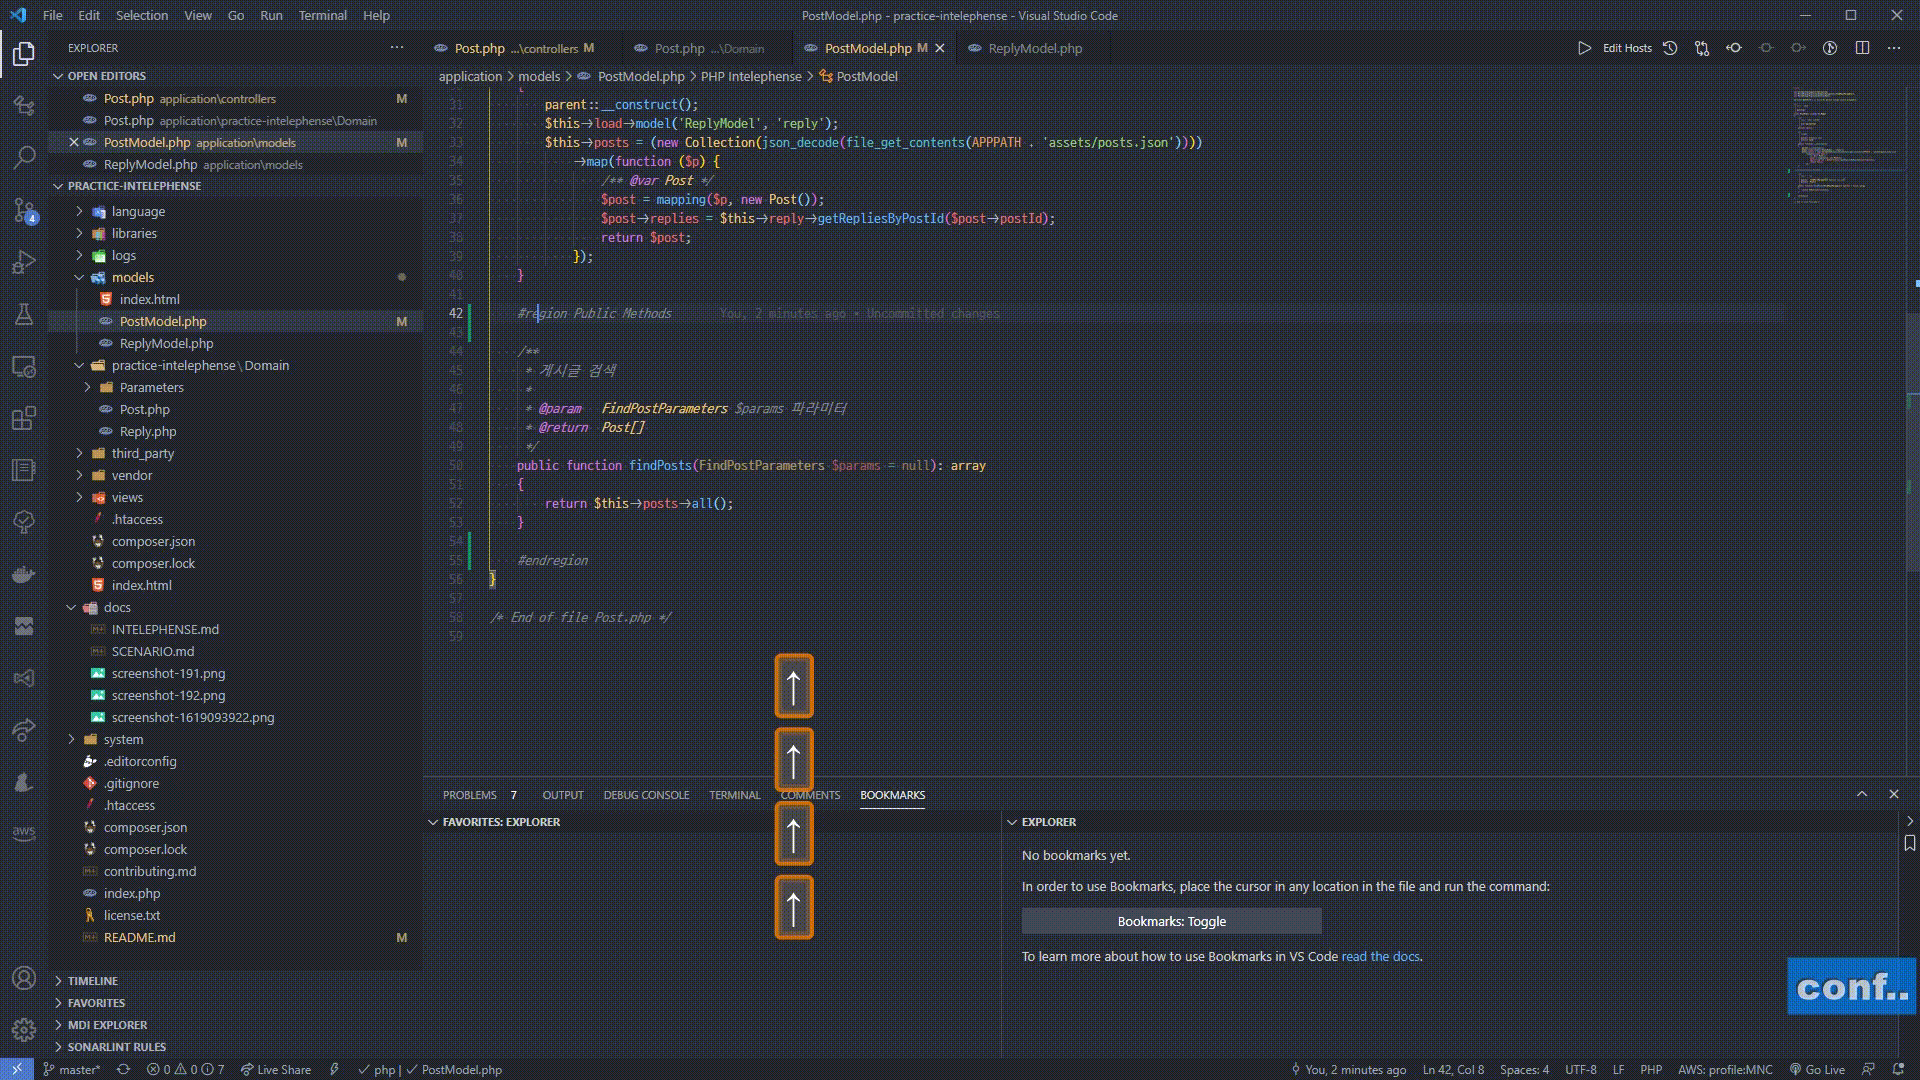 File Edit Selection View Go Run Terminal Help
PostModel.php - practice-intelephense - Visual Studio Code
EXPLORER
OPEN EDITORS
Post.php application\controllers M
Post.php application\practice-intelephense\Domain
PostModel.php application\models M
ReplyModel.php application\models
PRACTICE-INTELEPHENSE
language
libraries
logs
models
index.html
PostModel.php M
ReplyModel.php
practice-intelephense\Domain
Parameters
Post.php
Reply.php
third_party
vendor
views
.htaccess
composer.json
composer.lock
index.html
docs
INTELEPHENSE.md
SCENARIO.md
screenshot-191.png
screenshot-192.png
screenshot-1619093922.png
system
.editorconfig
.gitignore
.htaccess
composer.json
composer.lock
contributing.md
index.php
license.txt
README.md M
TIMELINE
FAVORITES
MDI EXPLORER
SONARLINT RULES
4
aws
Post.php ...\controllers M
Post.php ...\Domain
PostModel.php M
ReplyModel.php
Edit Hosts
application > models > PostModel.php > PHP Intelephense > PostModel
{
31 parent::__construct();
32 $this->load->model('ReplyModel', 'reply');
33 $this->posts = (new Collection(json_decode(file_get_contents(APPPATH . 'assets/posts.json'))))
34 ->map(function ($p) {
35 /** @var Post */
36 $post = mapping($p, new Post());
37 $post->replies = $this->reply->getRepliesByPostId($post->postId);
38 return $post;
39 });
40 }
41
42 #region Public Methods You, 2 minutes ago • Uncommitted changes
43
44 /**
45 * 게시글 검색
46 *
47 * @param FindPostParameters $params 파라미터
48 * @return Post[]
49 */
50 public function findPosts(FindPostParameters $params = null): array
51 {
52 return $this->posts->all();
53 }
54
55 #endregion
56 }
57
58 /* End of file Post.php */
59
↑
↑
↑
↑
PROBLEMS 7 OUTPUT DEBUG CONSOLE TERMINAL COMMENTS BOOKMARKS
FAVORITES: EXPLORER
EXPLORER
No bookmarks yet.
In order to use Bookmarks, place the cursor in any location in the file and run the command:
Bookmarks: Toggle
To learn more about how to use Bookmarks in VS Code read the docs.
conf..
master* 0 0 7 Live Share php | PostModel.php
You, 2 minutes ago Ln 42, Col 8 Spaces: 4 UTF-8 LF PHP AWS: profile:MNC Go Live